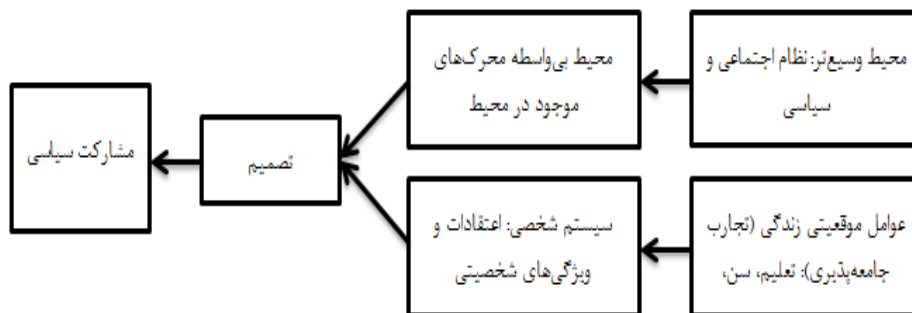 محیط وسیع‌تر: نظام اجتماعی و
سیاسی
محیط بی‌واسطه محرک‌های
موجود در محیط
تصمیم
مشارکت سیاسی
عوامل موقعیتی زندگی (تجارب
جامعه‌پذیری): تعلیم، سن،
سیستم شخصی: اعتقادات و
ویژگی‌های شخصیتی